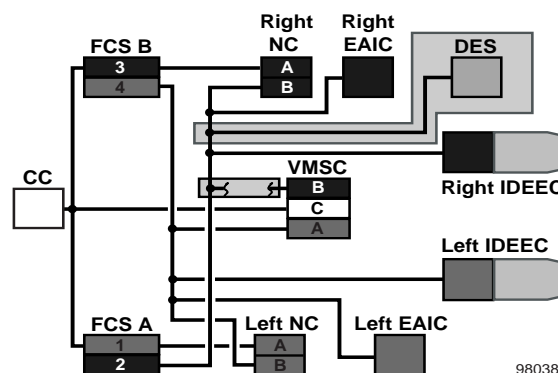 Right
NC
Right
EAIC
DES
FCS B
3
4
A
B
Right IDEEC
VMSC
B
C
A
CC
Left IDEEC
FCS A
1
2
Left NC
A
B
Left EAIC
98038